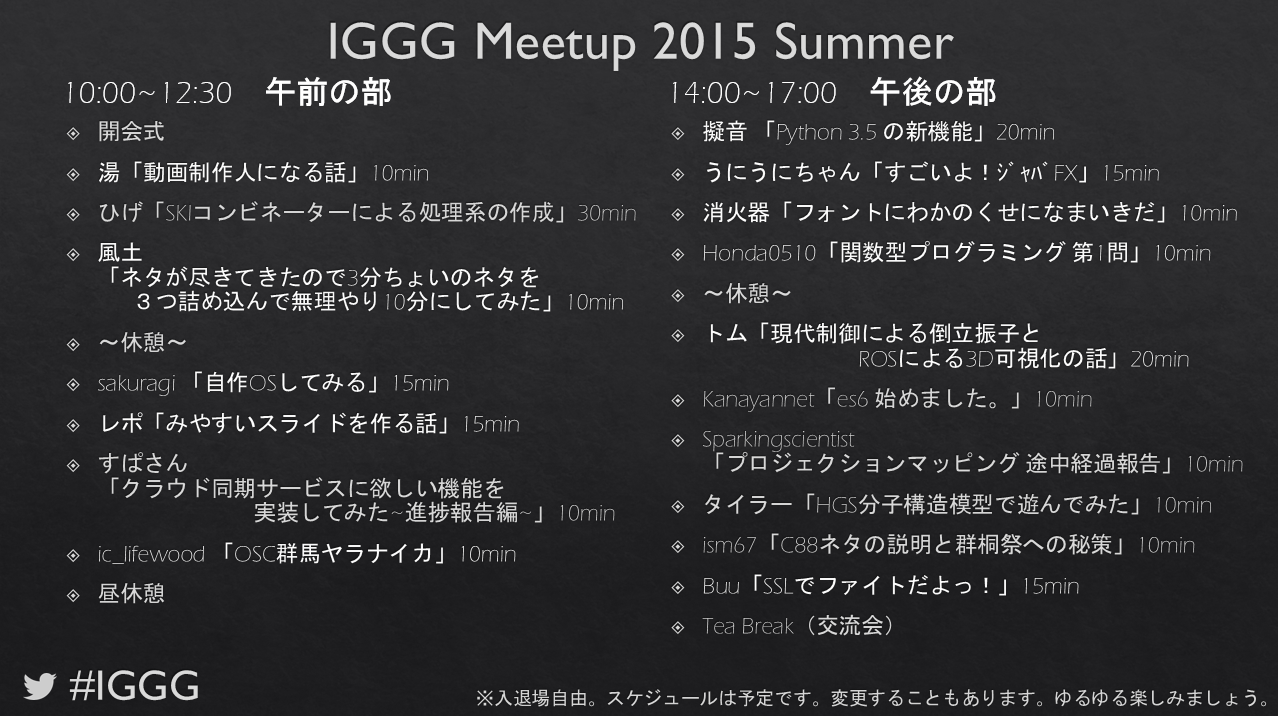 IGGG Meetup 2015 Summer
10:00~12:30 午前の部
開会式
湯「動画制作人になる話」10min
ひげ「SKIコンビネーターによる処理系の作成」30min
風土
「ネタが尽きてきたので3分ちょいのネタを
３つ詰め込んで無理やり10分にしてみた」10min
～休憩～
sakuragi 「自作OSしてみる」15min
レポ「みやすいスライドを作る話」15min
すぱさん
「クラウド同期サービスに欲しい機能を
実装してみた~進捗報告編~」10min
ic_lifewood 「OSC群馬ヤラナイカ」10min
昼休憩
14:00~17:00 午後の部
擬音 「Python 3.5 の新機能」20min
うにうにちゃん「すごいよ！ｼﾞｬﾊﾞFX」15min
消火器「フォントにわかのくせになまいきだ」10min
Honda0510「関数型プログラミング 第1問」10min
～休憩～
トム「現代制御による倒立振子と
ROSによる3D可視化の話」20min
Kanayannet「es6 始めました。」10min
Sparkingscientist
「プロジェクションマッピング 途中経過報告」10min
タイラー「HGS分子構造模型で遊んでみた」10min
ism67「C88ネタの説明と群桐祭への秘策」10min
Buu「SSLでファイトだよっ！」15min
Tea Break（交流会）
#IGGG
※入退場自由。スケジュールは予定です。変更することもあります。ゆるゆる楽しみましょう。